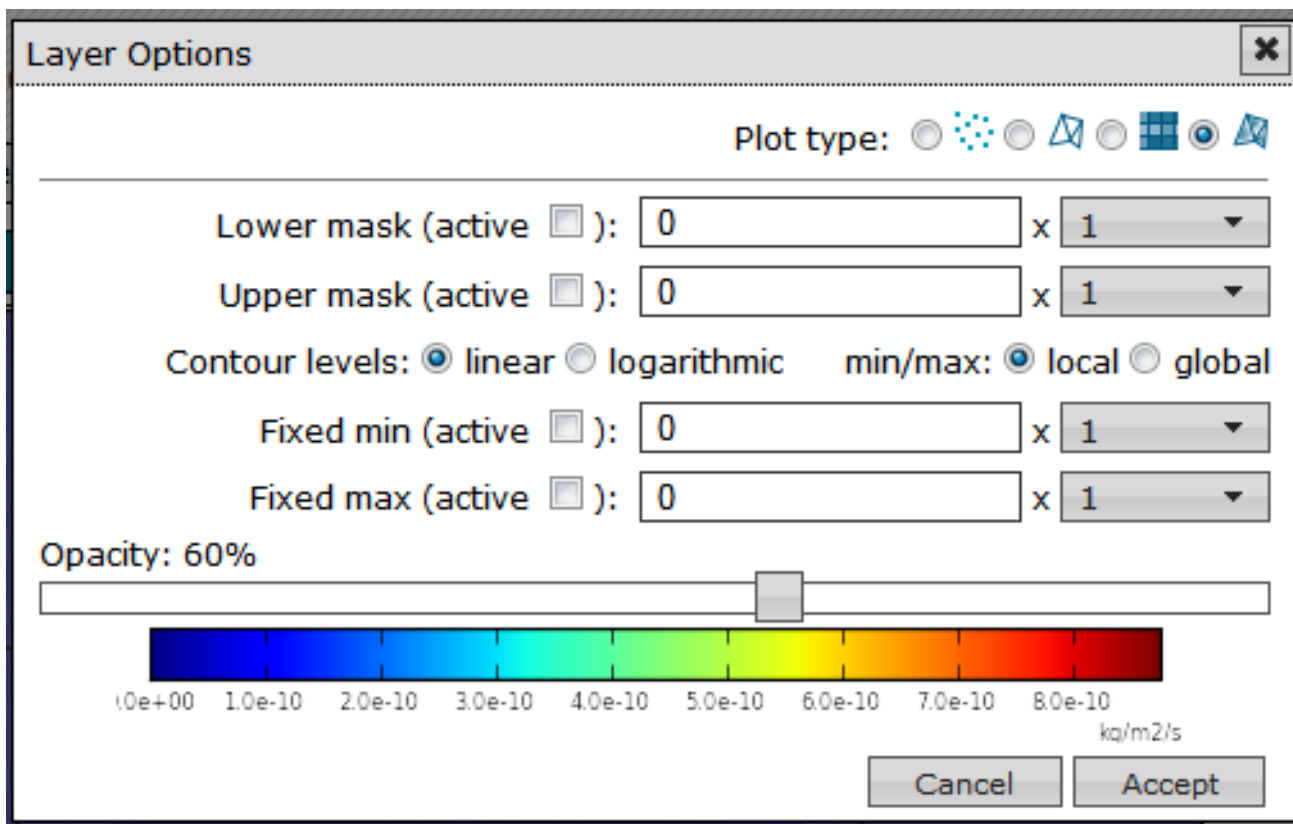 Layer Options
Plot type:
Lower mask (active ): 0 x 1
Upper mask (active ): 0 x 1
Contour levels: linear logarithmic min/max: local global
Fixed min (active ): 0 x 1
Fixed max (active ): 0 x 1
Opacity: 60%
.0e+00 1.0e-10 2.0e-10 3.0e-10 4.0e-10 5.0e-10 6.0e-10 7.0e-10 8.0e-10
kg/m2/s
Cancel Accept